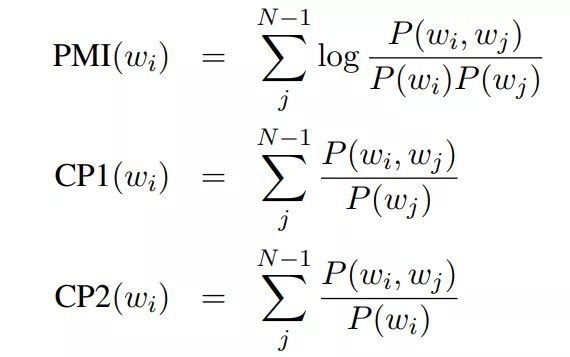 PMI(w_i) = \sum_{j}^{N-1} \log \frac{P(w_i, w_j)}{P(w_i)P(w_j)}
CP1(w_i) = \sum_{j}^{N-1} \frac{P(w_i, w_j)}{P(w_j)}
CP2(w_i) = \sum_{j}^{N-1} \frac{P(w_i, w_j)}{P(w_i)}